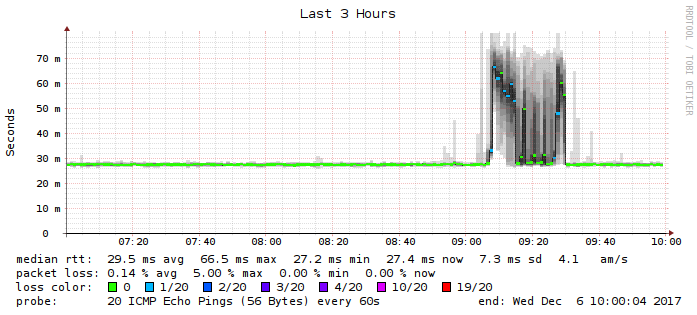 Last 3 Hours
RRDTOOL / TOBI OETIKER
Seconds
70 m
60 m
50 m
40 m
30 m
20 m
10 m
0
07:20 07:40 08:00 08:20 08:40 09:00 09:20 09:40 10:00
median rtt: 29.5 ms avg 66.5 ms max 27.2 ms min 27.4 ms now 7.3 ms sd 4.1 am/s
packet loss: 0.14 % avg 5.00 % max 0.00 % min 0.00 % now
loss color: 0 1/20 2/20 3/20 4/20 10/20 19/20
probe: 20 ICMP Echo Pings (56 Bytes) every 60s end: Wed Dec 6 10:00:04 2017